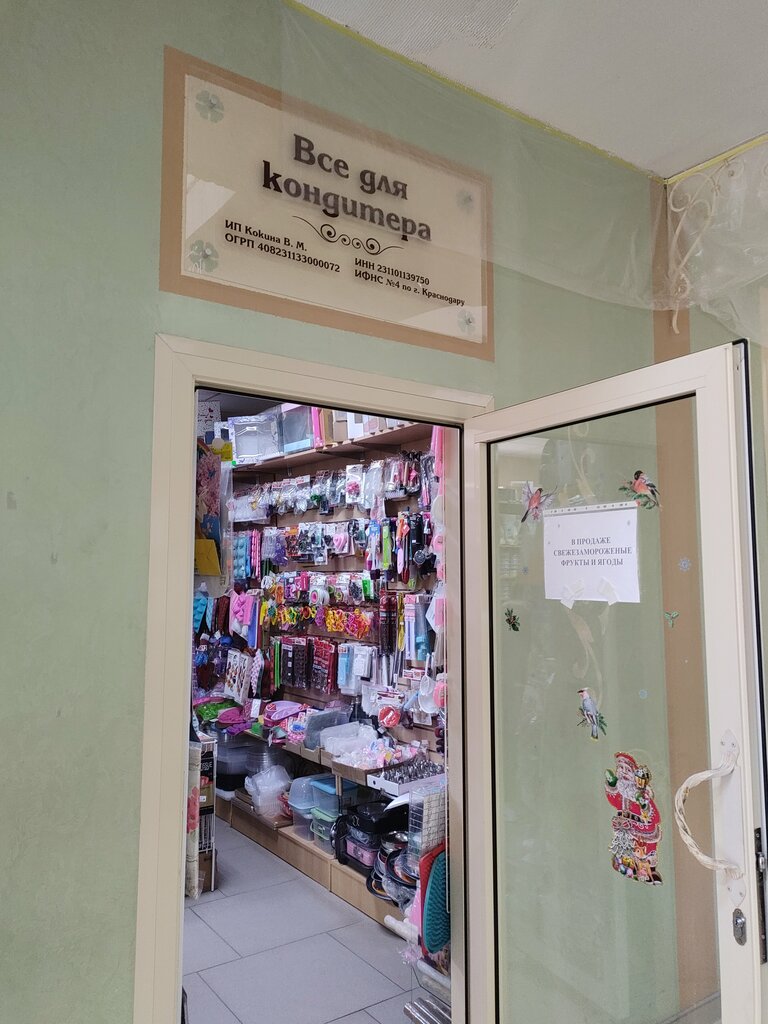 Все для
кондитера
ИП Кокина В. М.
ОГРП 408231133000072
ИНН 231101139750
ИФНС №4 по г. Краснодару
В ПРОДАЖЕ
СВЕЖЕЗАМОРОЖЕНЫЕ
ФРУКТЫ И ЯГОДЫ